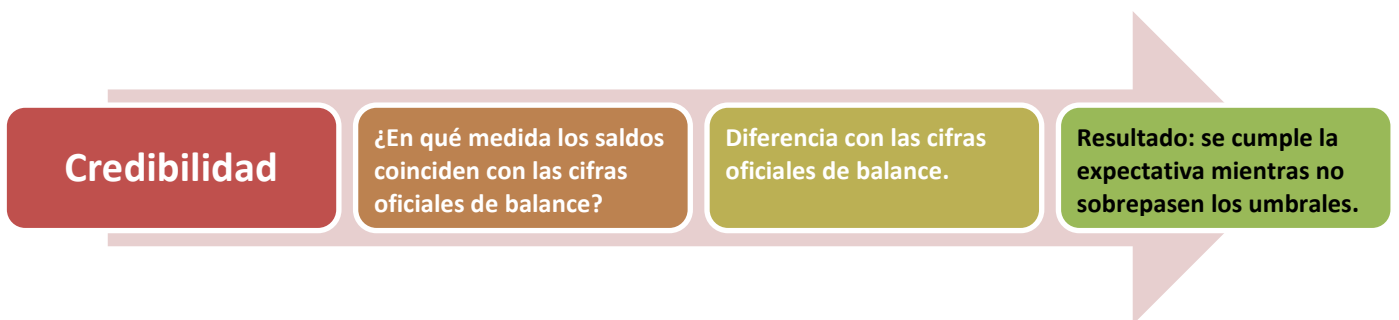 Credibilidad
¿En qué medida los saldos
coinciden con las cifras
oficiales de balance?
Diferencia con las cifras
oficiales de balance.
Resultado: se cumple la
expectativa mientras no
sobrepasen los umbrales.